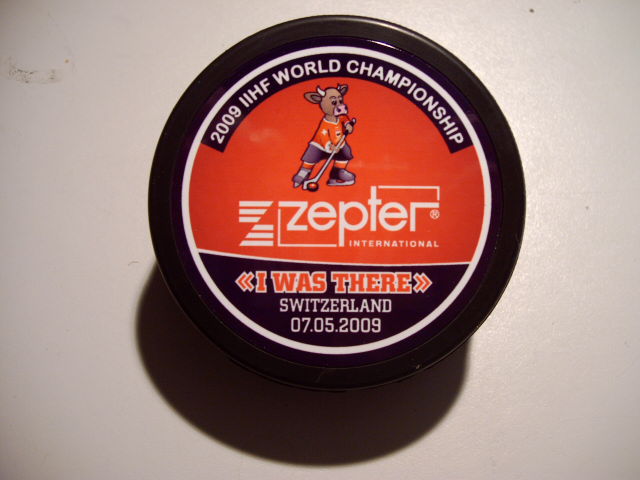 2009 IIHF WORLD CHAMPIONSHIP
zepter®
INTERNATIONAL
«I WAS THERE»
SWITZERLAND
07.05.2009